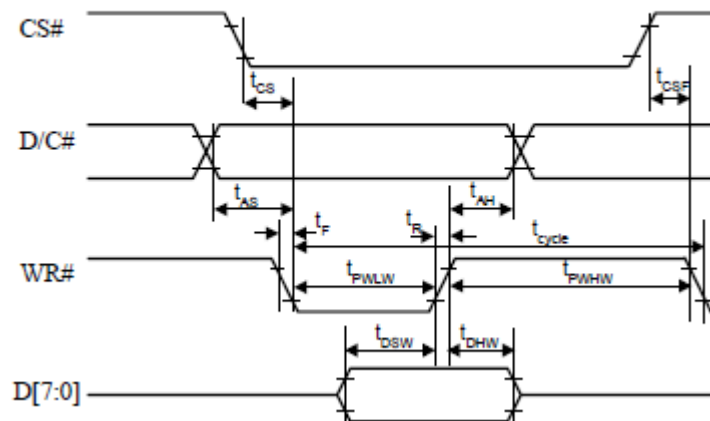 CS#
tCS
tCSF
D/C#
tAS
tF
tR
tAH
tcycle
WR#
tPWLW
tPWHW
tDSW
tDHW
D[7:0]